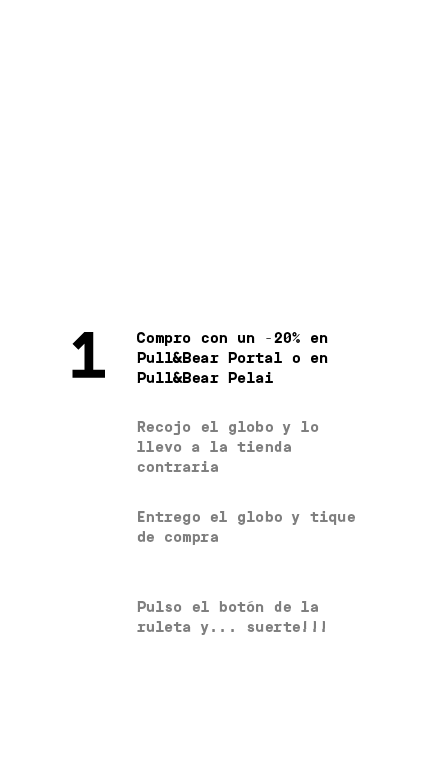 1
Compro con un -20% en
Pull&Bear Portal o en
Pull&Bear Pelai
Recojo el globo y lo
llevo a la tienda
contraria
Entrego el globo y tique
de compra
Pulso el botón de la
ruleta y... suerte!!!